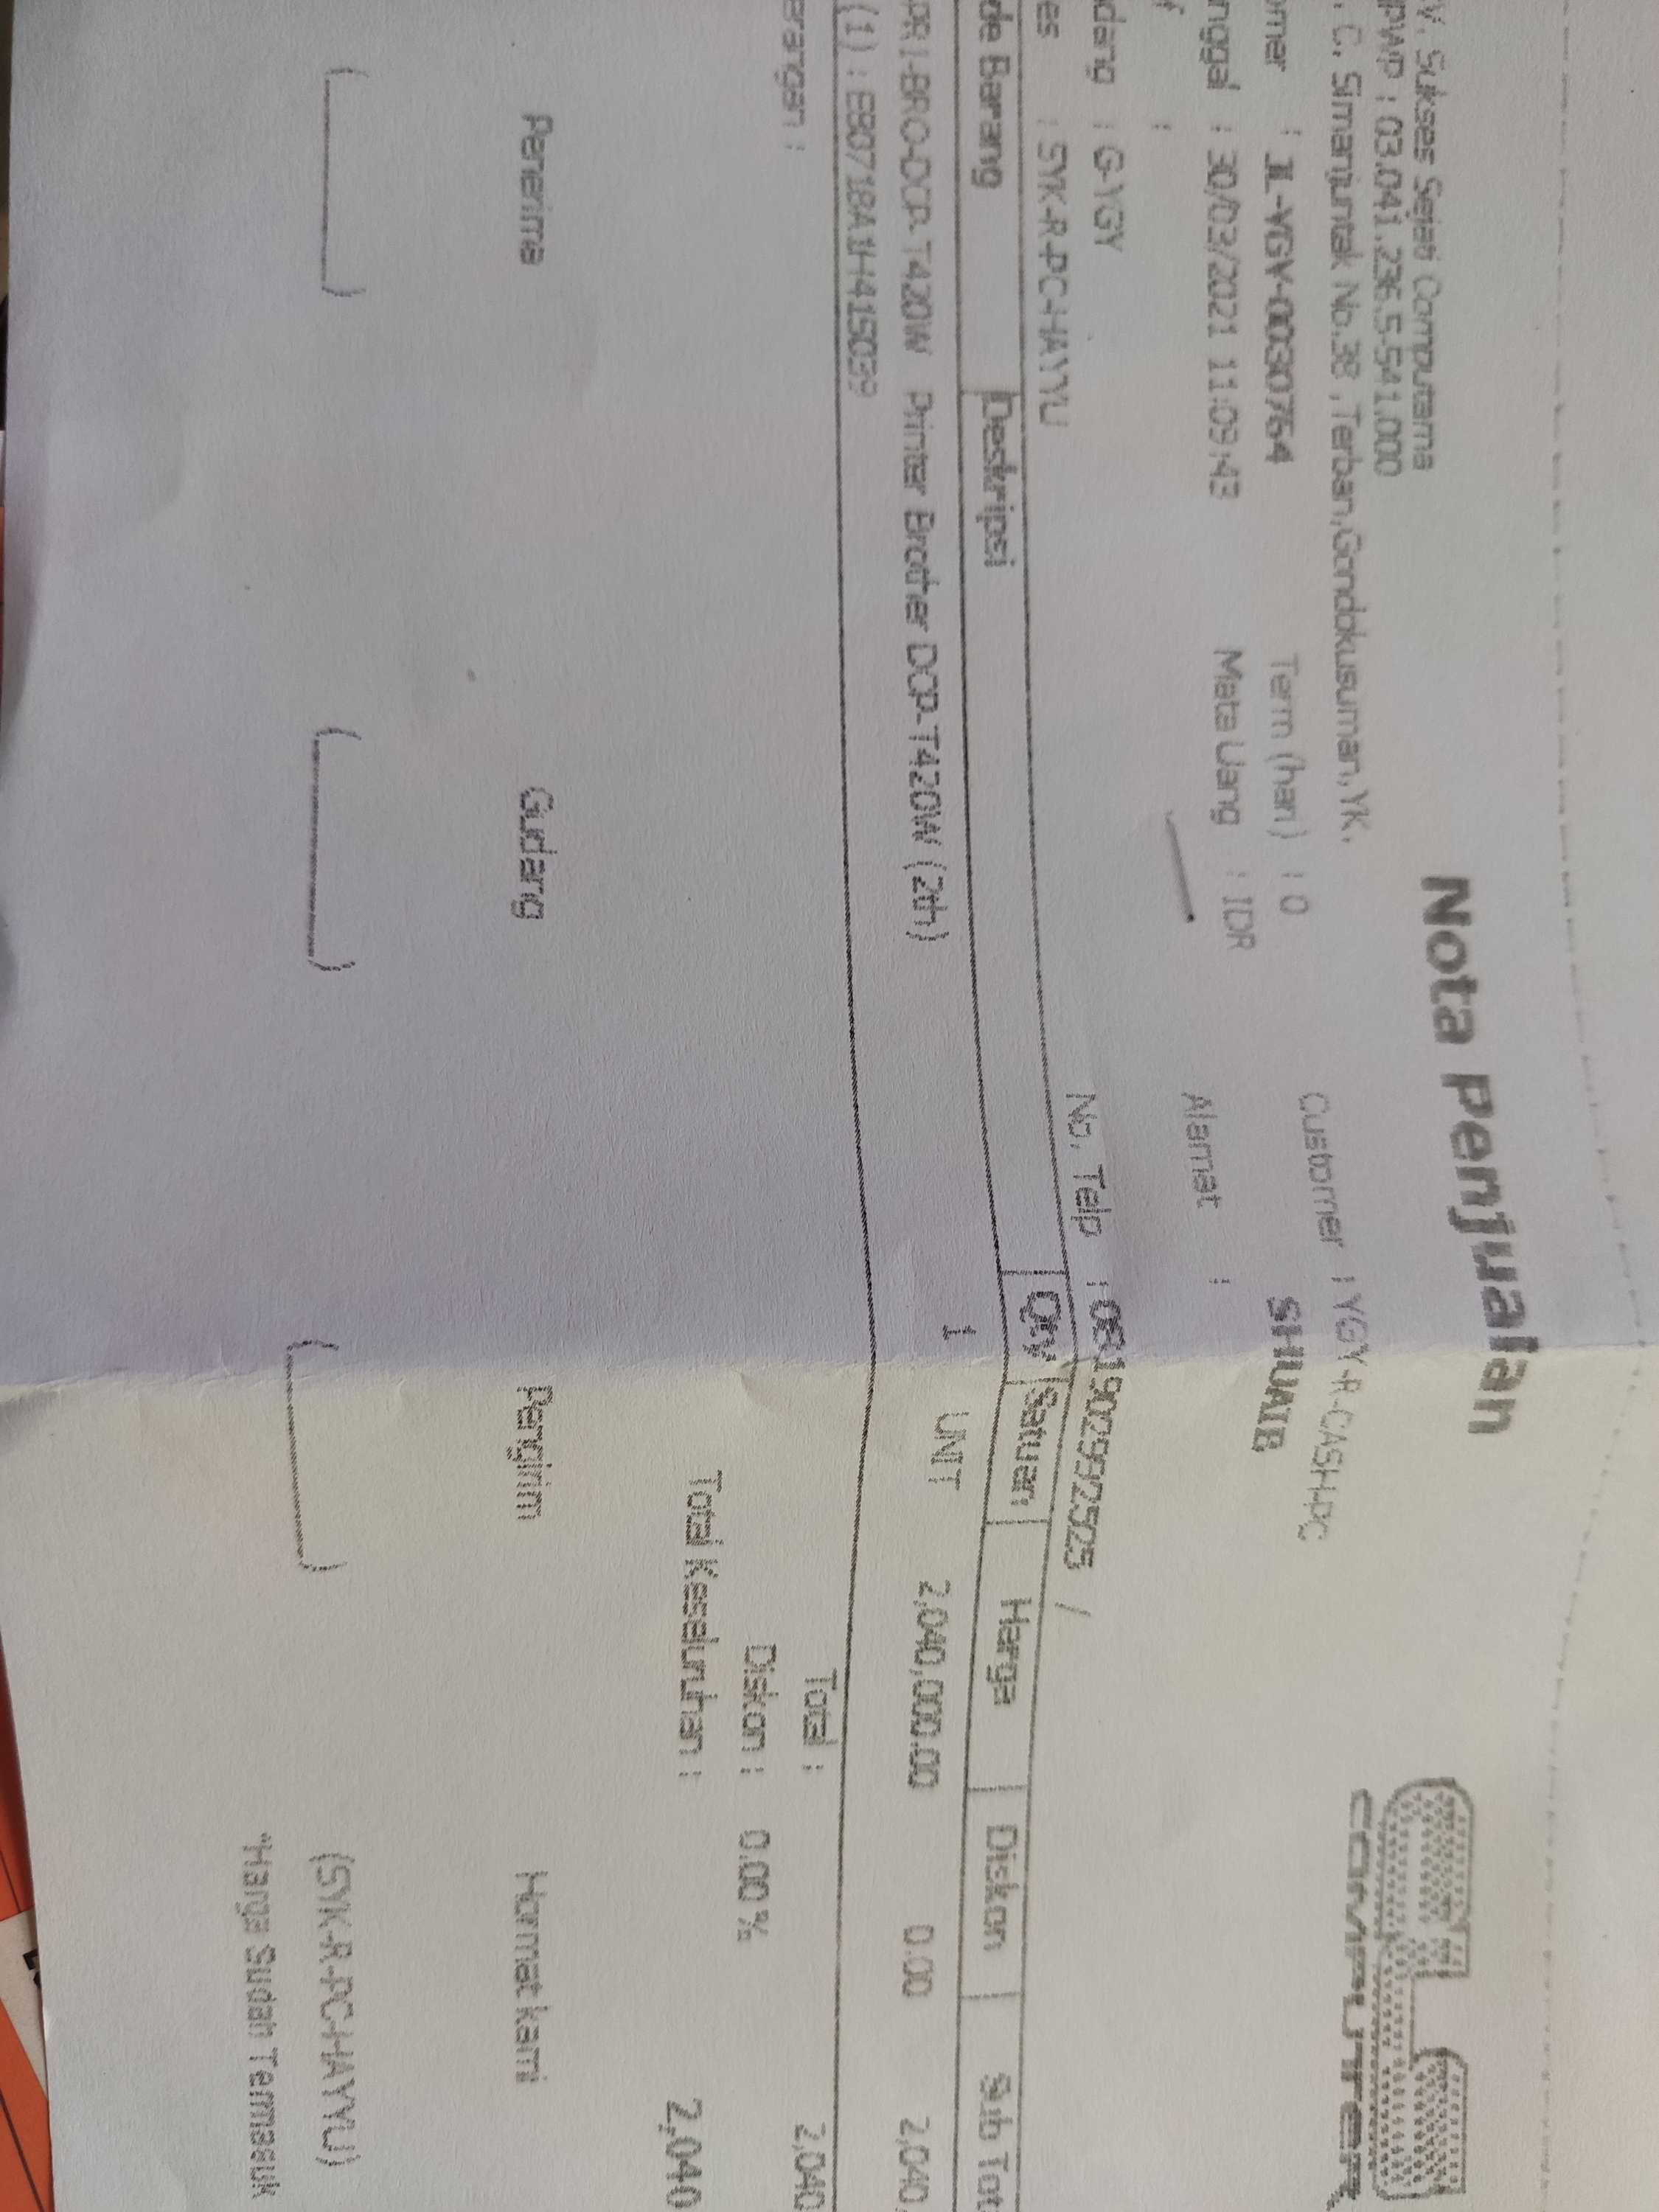 Nota Penjualan
V. Sukses Sejati Computama
PWP : 03.041.236.5-541.000
. C. Simanjuntak No.38 ,Terban,Gondokusuman,YK.
COMPUTER
omer : IL-YGY-00330764
Term (hari) : 0
Customer : YGY-R-CASH-PC
nggal : 30/03/2021 11:09:43
Mata Uang : IDR
SHUAIB
Alamat :
:
dang : G-YGY
No. Telp : 081902992525 /
es : SYK-R-PC-HAYYU
de Barang Deskripsi Qty Satuan Harga Diskon Sub Tot
PRI-BRO-DCP-T420W Printer Brother DCP-T420W (2th) 1 UNIT 2,040,000.00 0.00 2,040,
(1) : E80718A1H415039
erangan :
Total : 2,040
Diskon : 0.00 %
Total Keseluruhan : 2,040
Penerima Gudang Pengirim Hormat kami
( ) ( ) ( ) (SYK-R-PC-HAYYU)
*Harga Sudah Termasuk